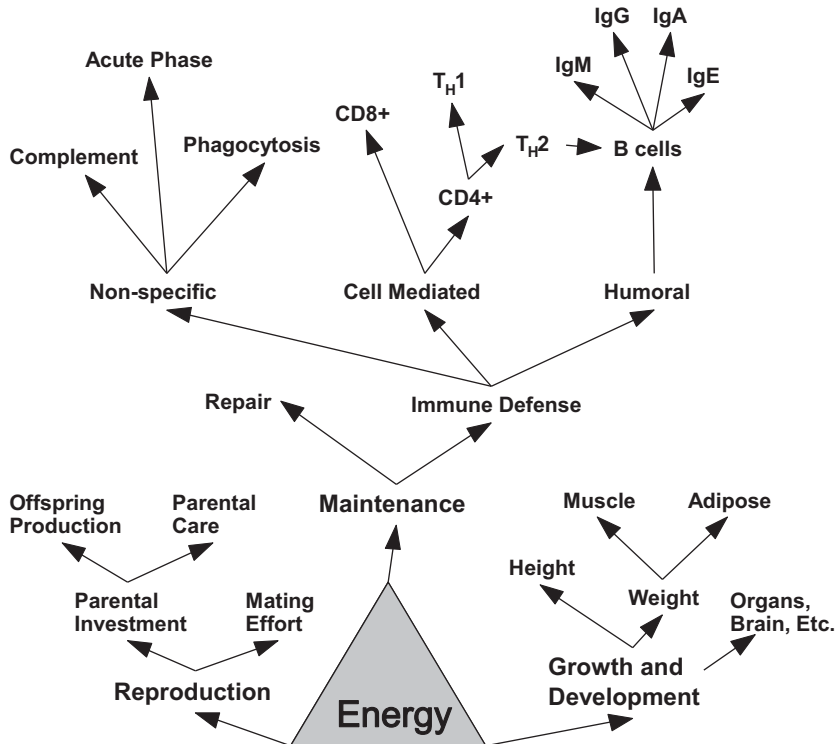 IgG IgA
Acute Phase
IgM IgE
T_H1
CD8+
Complement Phagocytosis T_H2 B cells
CD4+
Non-specific Cell Mediated Humoral
Repair Immune Defense
Offspring
Production
Parental
Care
Maintenance
Muscle Adipose
Height
Parental
Investment
Mating
Effort
Weight
Organs,
Brain, Etc.
Reproduction
Growth and
Development
Energy